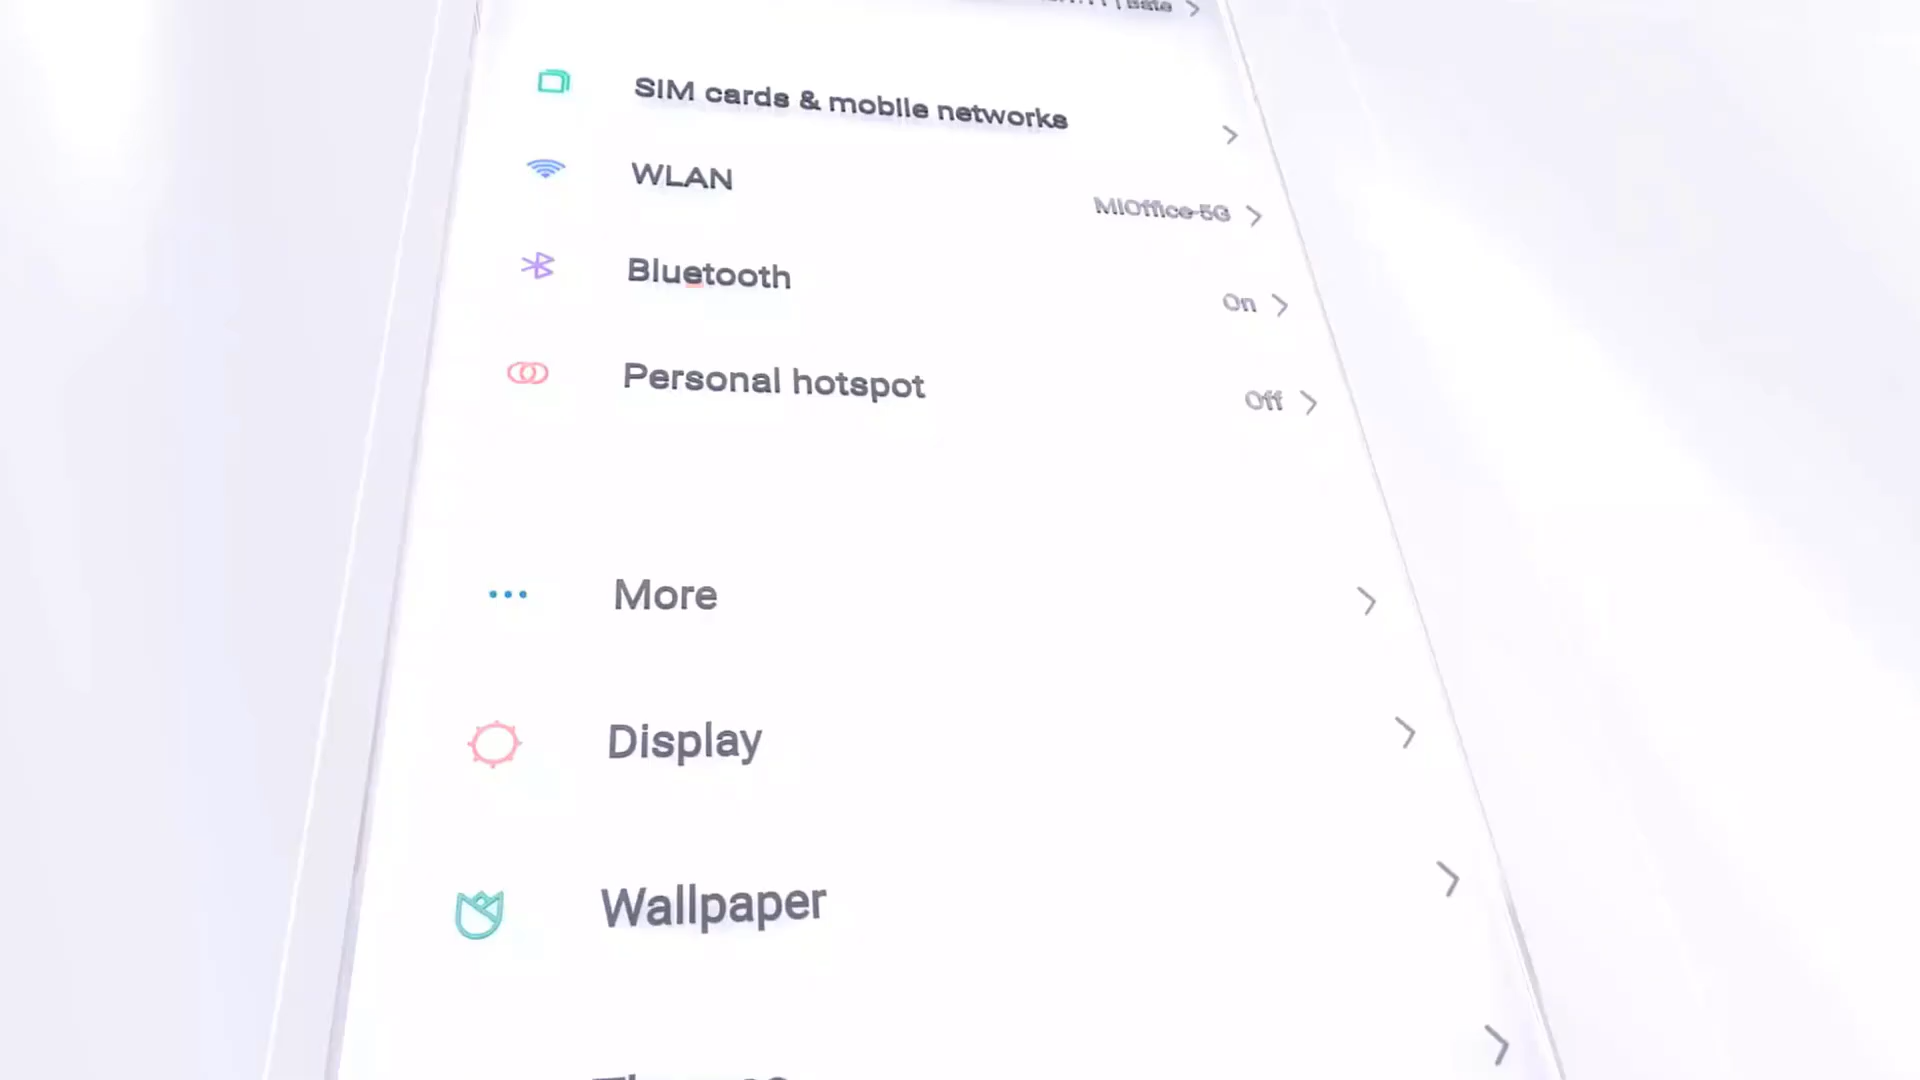 SIM cards & mobile networks
WLAN
MIOffice-5G
Bluetooth
On
Personal hotspot
Off
More
Display
Wallpaper